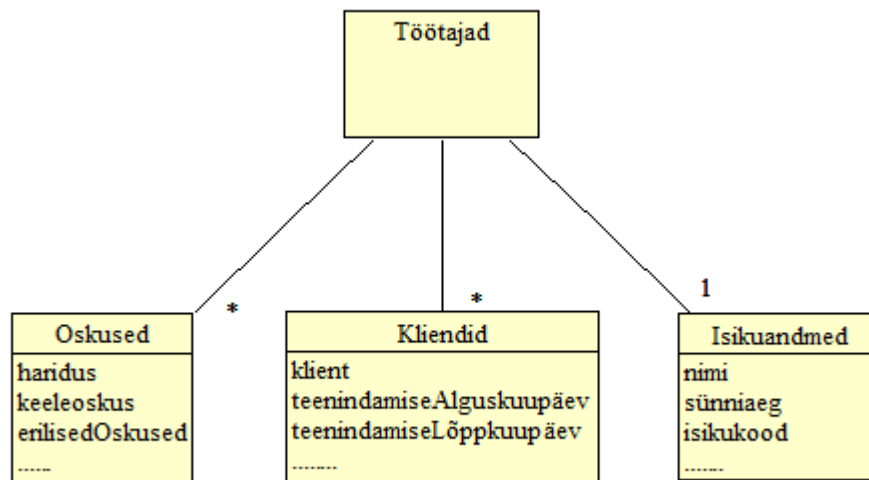 Töötajad
*
*
1
Oskused
haridus
keeleoskus
erilisedOskused
......
Kliendid
klient
teenindamiseAlguskuupäev
teenindamiseLõppkuupäev
........
Isikuandmed
nimi
sünniaeg
isikukood
.......